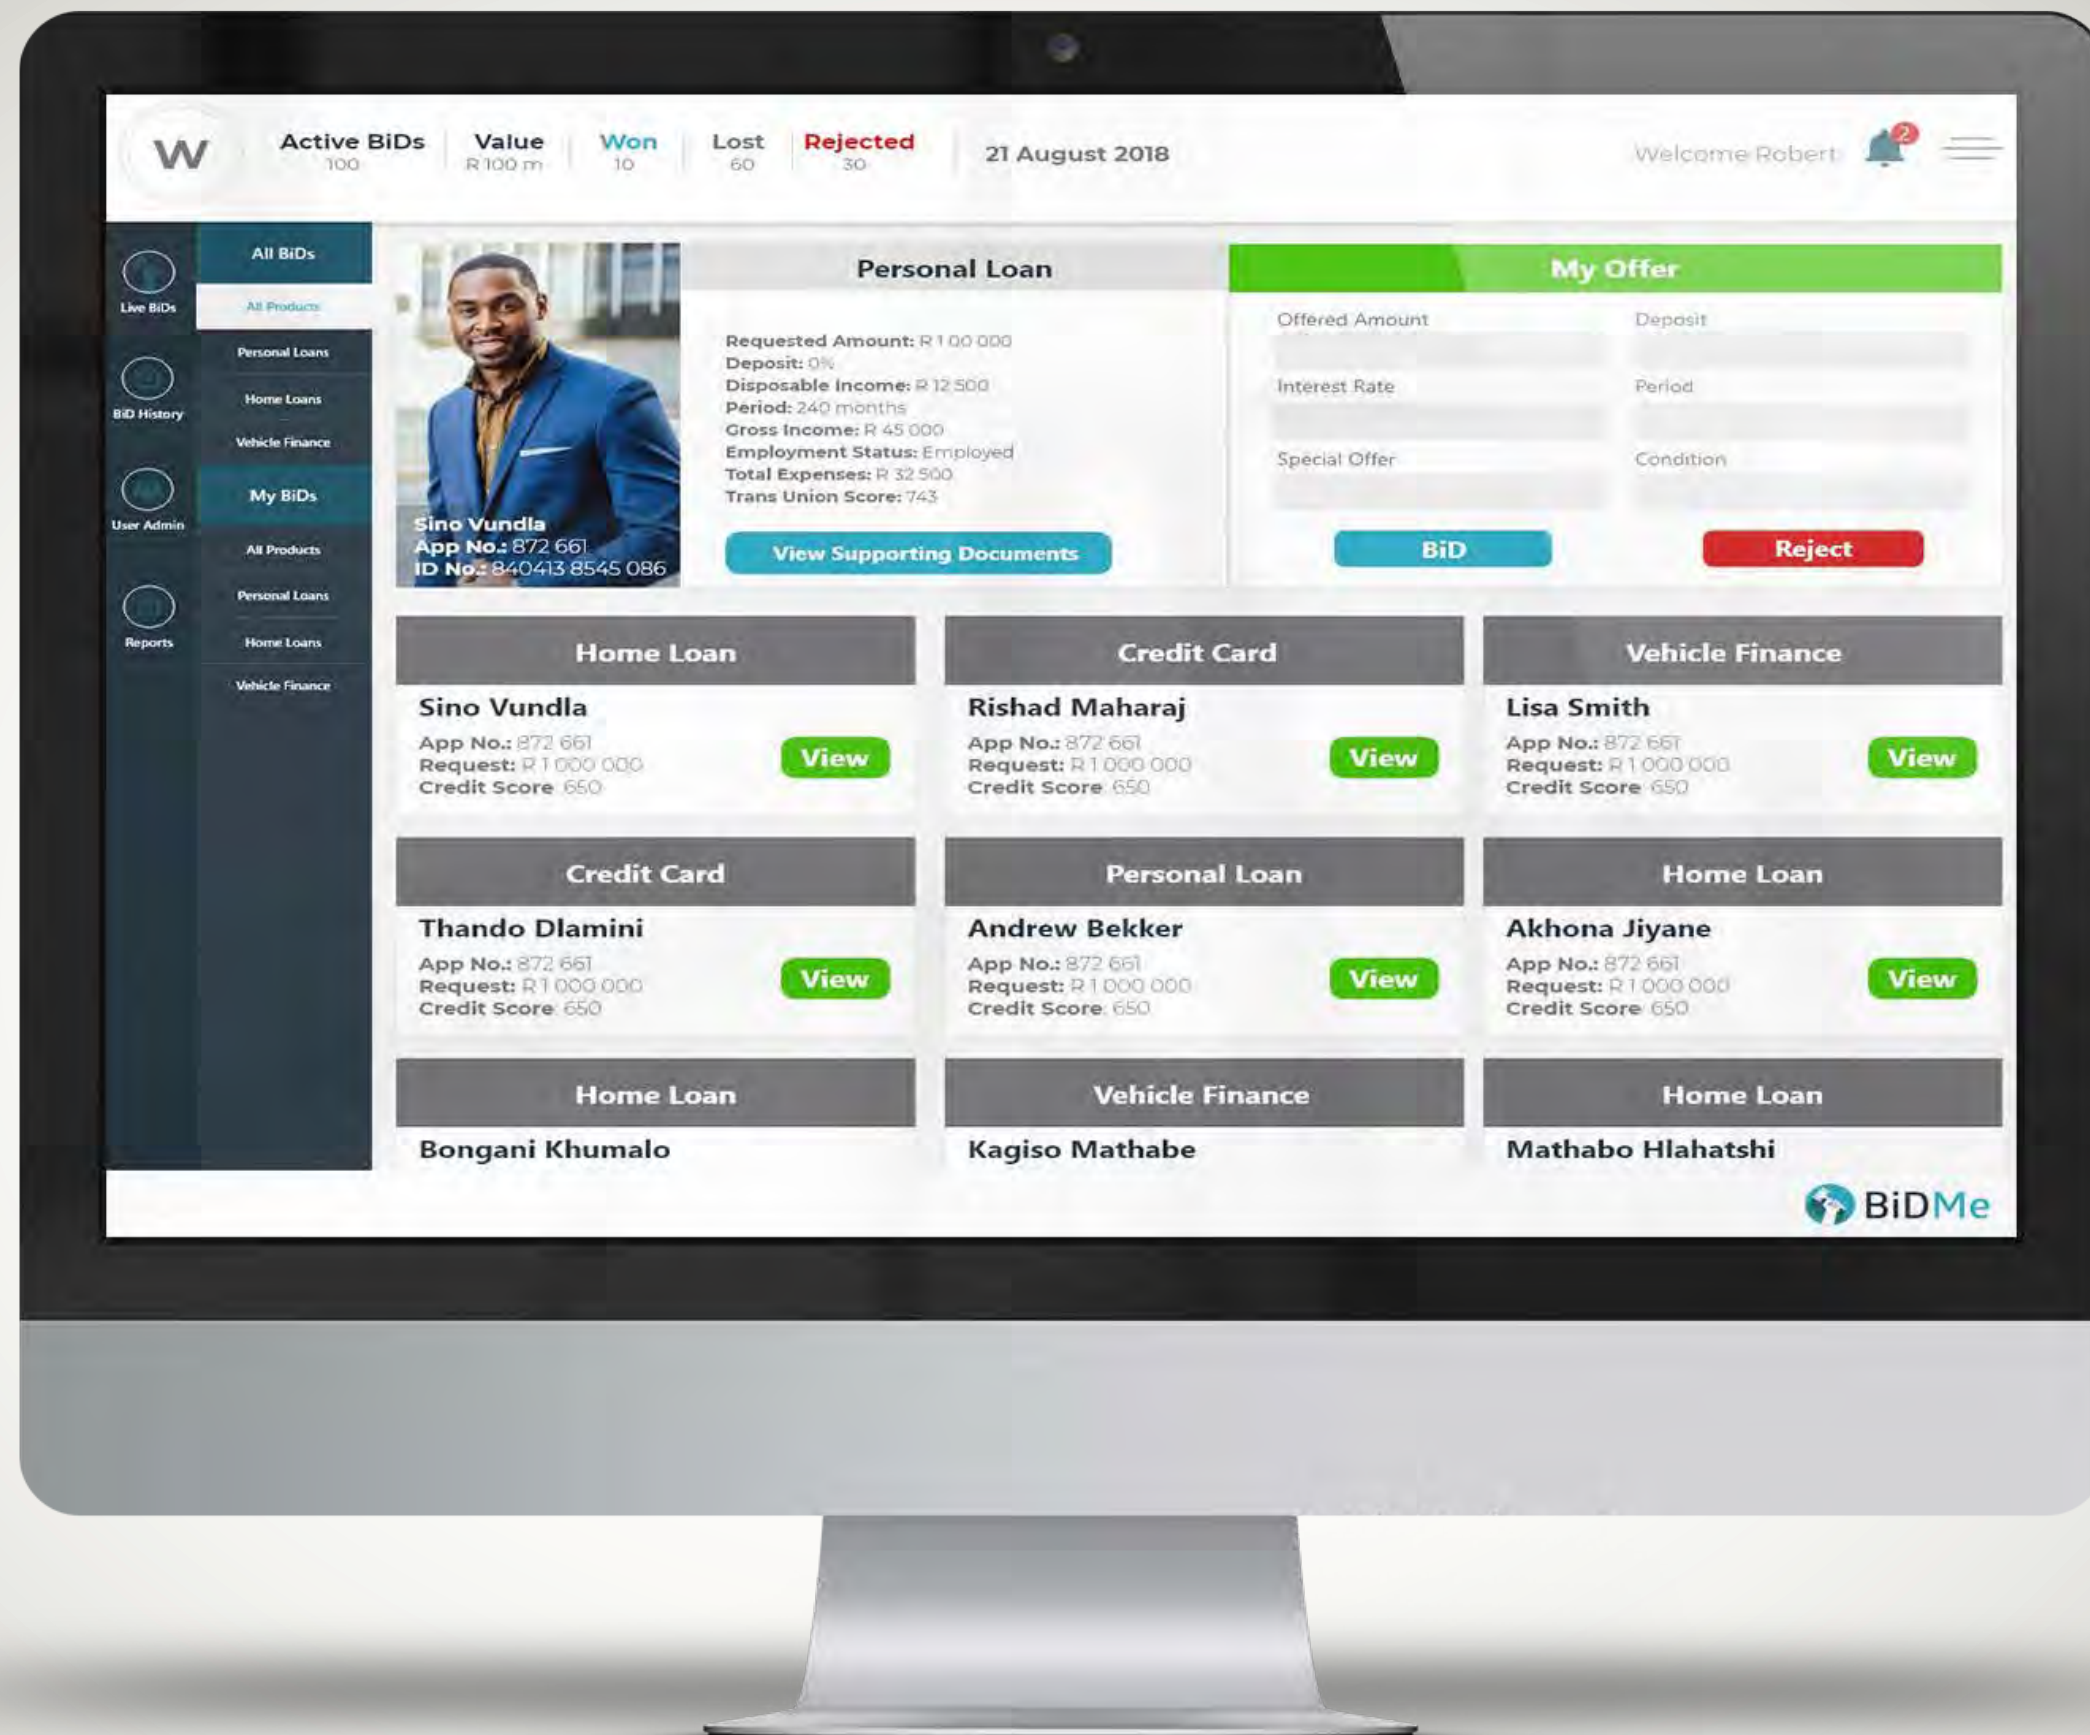 W
Active BiDs
100
Value
R 100 m
Won
10
Lost
60
Rejected
30
21 August 2018
Welcome Robert
2
Live BiDs
BiD History
User Admin
Reports
All BiDs
All Products
Personal Loans
Home Loans
Vehicle Finance
My BiDs
All Products
Personal Loans
Home Loans
Vehicle Finance
Sino Vundla
App No.: 872 661
ID No.: 840413 8545 086
Personal Loan
Requested Amount: R 1 00 000
Deposit: 0%
Disposable Income: R 12 500
Period: 240 months
Gross Income: R 45 000
Employment Status: Employed
Total Expenses: R 32 500
Trans Union Score: 743
View Supporting Documents
My Offer
Offered Amount
Deposit
Interest Rate
Period
Special Offer
Condition
BiD
Reject
Home Loan
Sino Vundla
App No.: 872 661
Request: R 1 000 000
Credit Score: 650
View
Credit Card
Rishad Maharaj
App No.: 872 661
Request: R 1 000 000
Credit Score: 650
View
Vehicle Finance
Lisa Smith
App No.: 872 661
Request: R 1 000 000
Credit Score: 650
View
Credit Card
Thando Dlamini
App No.: 872 661
Request: R 1 000 000
Credit Score: 650
View
Personal Loan
Andrew Bekker
App No.: 872 661
Request: R 1 000 000
Credit Score: 650
View
Home Loan
Akhona Jiyane
App No.: 872 661
Request: R 1 000 000
Credit Score: 650
View
Home Loan
Bongani Khumalo
Vehicle Finance
Kagiso Mathabe
Home Loan
Mathabo Hlahatshi
BiDMe